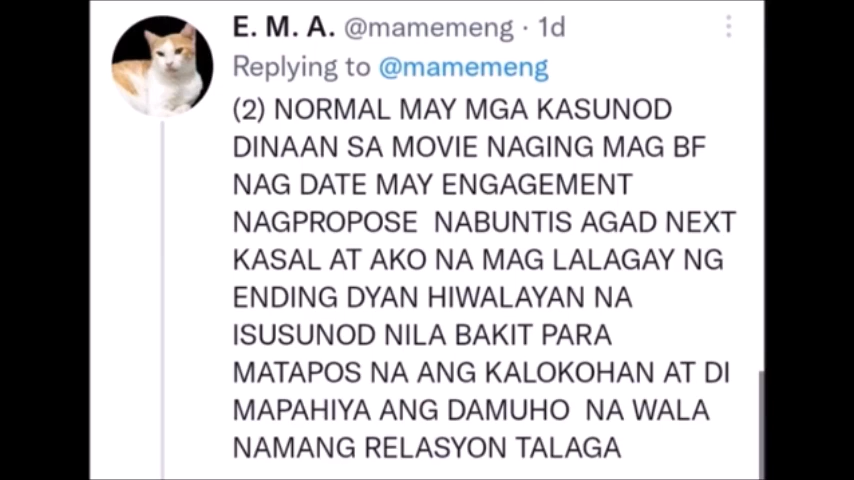 E. M. A. @mamemeng · 1d
Replying to @mamemeng
(2) NORMAL MAY MGA KASUNOD
DINAAN SA MOVIE NAGING MAG BF
NAG DATE MAY ENGAGEMENT
NAGPROPOSE  NABUNTIS AGAD NEXT
KASAL AT AKO NA MAG LALAGAY NG
ENDING DYAN HIWALAYAN NA
ISUSUNOD NILA BAKIT PARA
MATAPOS NA ANG KALOKOHAN AT DI
MAPAHIYA ANG DAMUHO  NA WALA
NAMANG RELASYON TALAGA